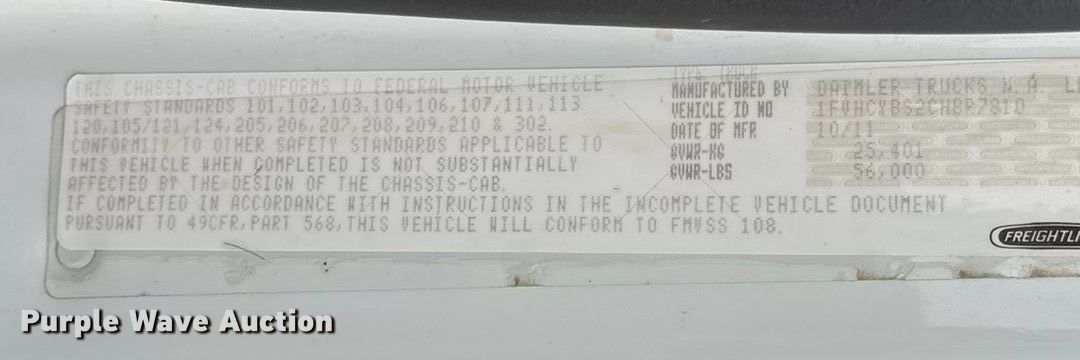 THIS CHASSIS-CAB CONFORMS TO FEDERAL MOTOR VEHICLE
SAFETY STANDARDS 101,102,103,104,106,107,111,113
120,105/121,124,205,206,207,208,209,210 & 302.
CONFORMITY TO OTHER SAFETY STANDARDS APPLICABLE TO
THIS VEHICLE WHEN COMPLETED IS NOT SUBSTANTIALLY
AFFECTED BY THE DESIGN OF THE CHASSIS-CAB.
IF COMPLETED IN ACCORDANCE WITH INSTRUCTIONS IN THE INCOMPLETE VEHICLE DOCUMENT
PURSUANT TO 49CFR,PART 568,THIS VEHICLE WILL CONFORM TO FMVSS 108.
TYPE: TRUCK
MANUFACTURED BY DAIMLER TRUCKS N.A.
VEHICLE ID NO
DATE OF MFR 10/11
GVWR-KG 25,401
GVWR-LBS 56,000
FREIGHTLI
Purple Wave Auction